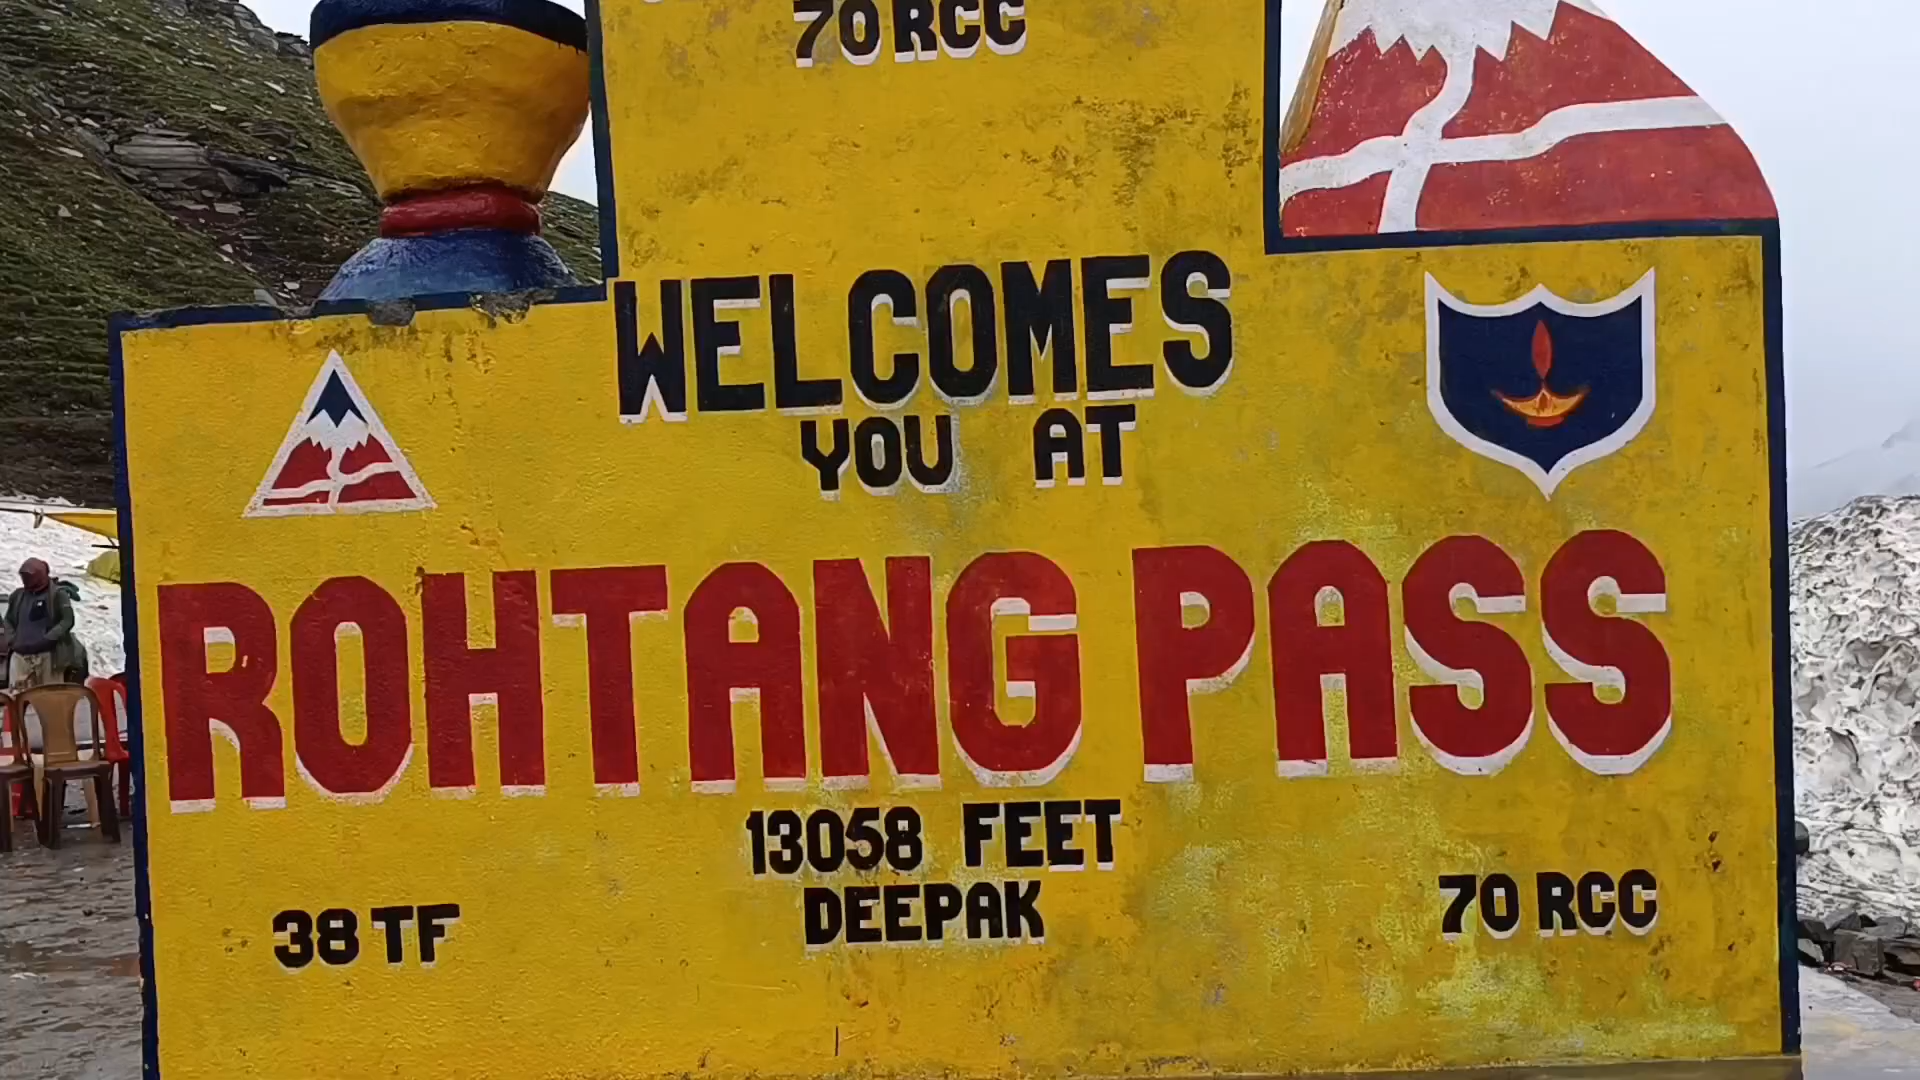 70 RCC
WELCOMES
YOU AT
ROHTANG PASS
13058 FEET
DEEPAK
38 TF
70 RCC